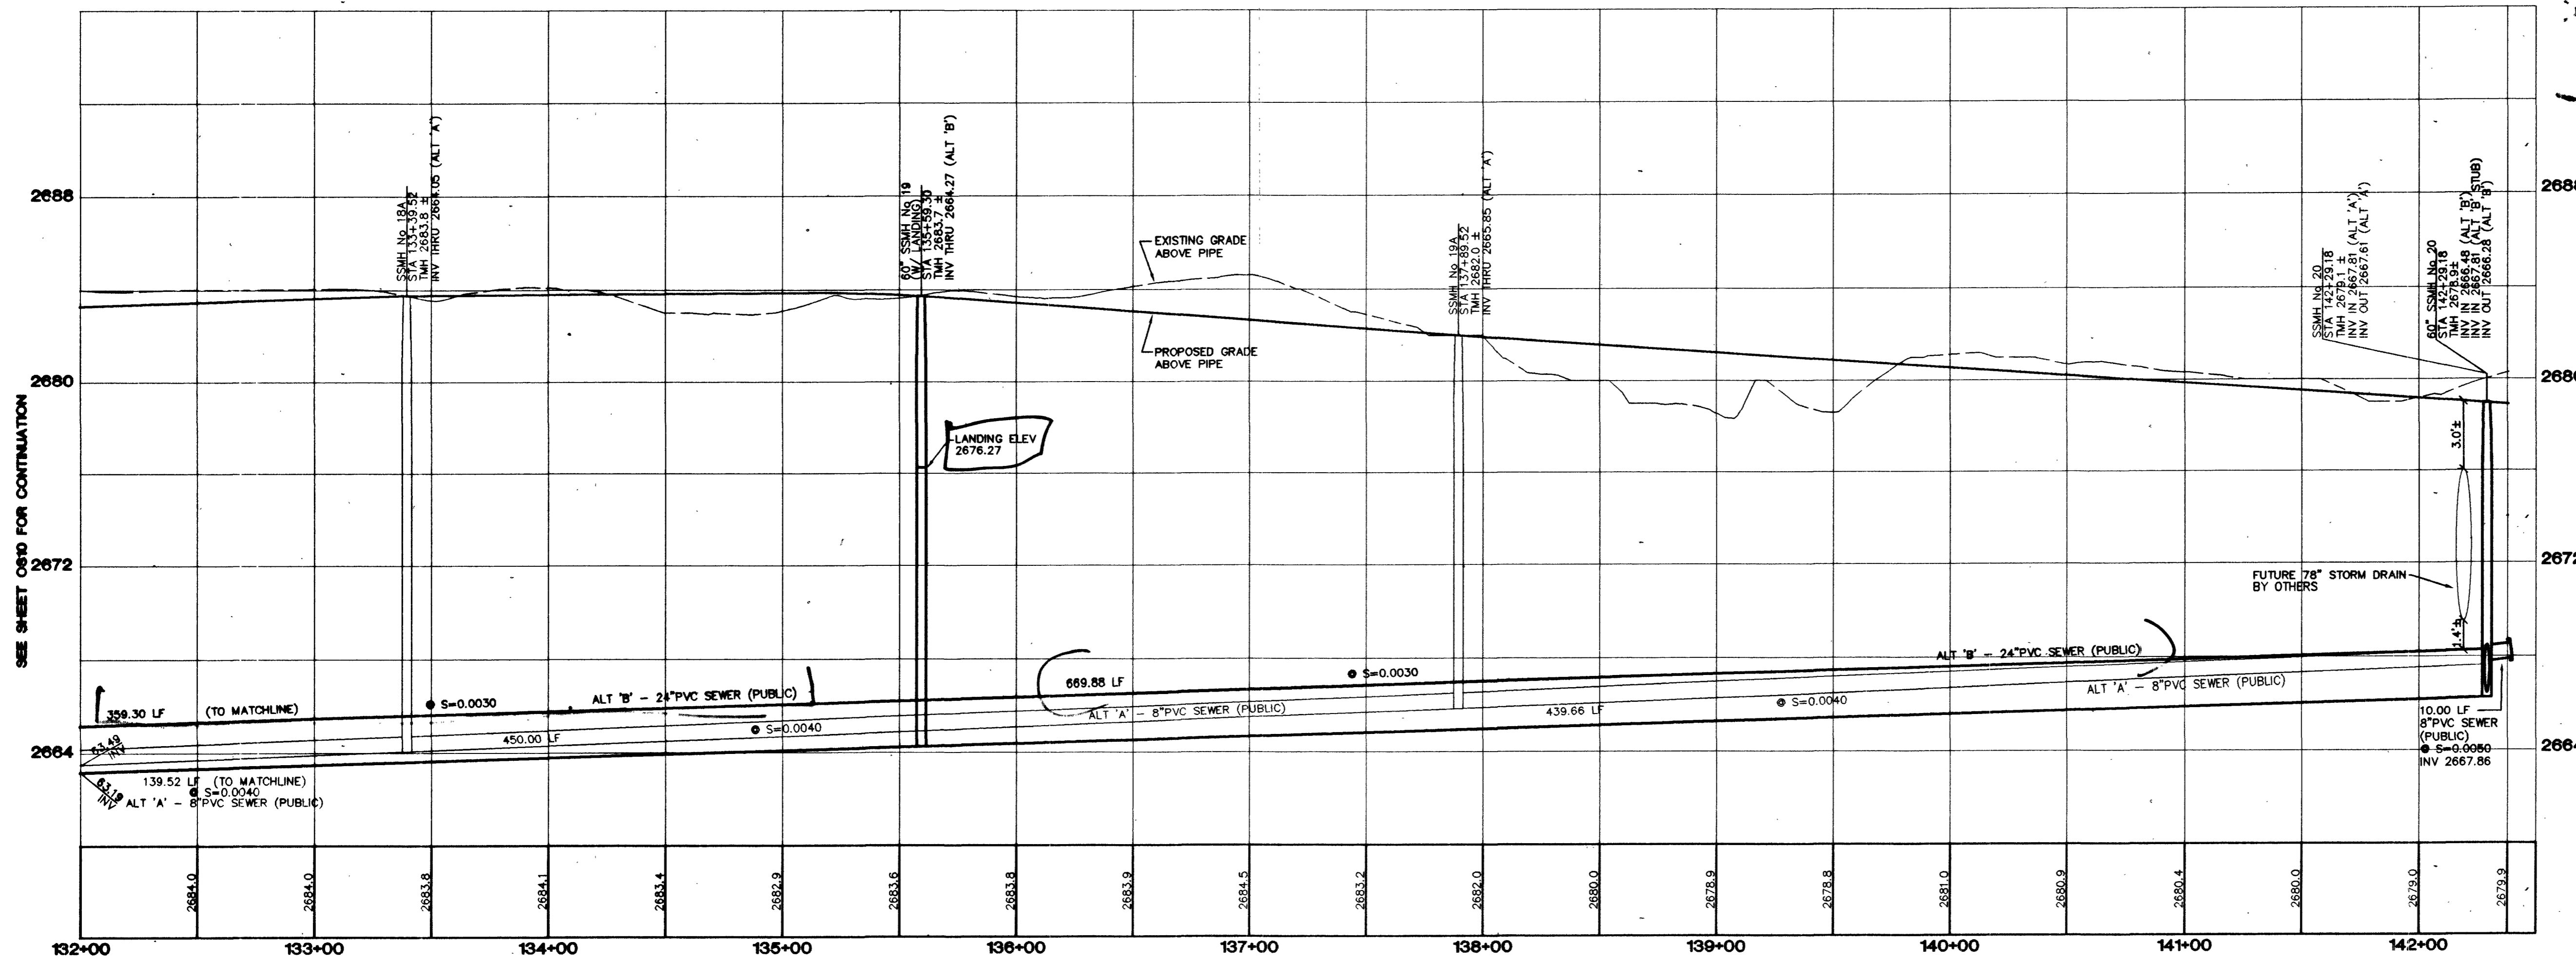 SSMH No 18A
STA 133+39.52
TMH 2683.8 ±
INV THRU 2664.05 (ALT 'A')
60" SSMH No 19
(W/ LANDING)
STA 135+59.30
TMH 2683.7 ±
INV THRU 2664.27 (ALT 'B')
SSMH No 19A
STA 137+89.52
TMH 2682.0 ±
INV THRU 2665.85 (ALT 'A')
SSMH No 20
STA 142+29.18
TMH 2679.1 ±
INV IN 2667.81 (ALT 'A')
INV OUT 2667.61 (ALT 'A')
60" SSMH No 20
STA 142+29.18
TMH 2678.9±
INV IN 2666.48 (ALT 'B')
INV IN 2667.81 (ALT 'B' STUB)
INV OUT 2666.28 (ALT 'B')
2688
2688
EXISTING GRADE
ABOVE PIPE
PROPOSED GRADE
ABOVE PIPE
2680
2680
SEE SHEET OS10 FOR CONTINUATION
LANDING ELEV
2676.27
3.0'±
2672
2672
FUTURE 78" STORM DRAIN
BY OTHERS
1.4'±
359.30 LF (TO MATCHLINE)
S=0.0030
ALT 'B' - 24"PVC SEWER (PUBLIC)
669.88 LF
S=0.0030
ALT 'B' - 24"PVC SEWER (PUBLIC)
63.49
INV
450.00 LF
S=0.0040
ALT 'A' - 8"PVC SEWER (PUBLIC)
439.66 LF
S=0.0040
ALT 'A' - 8"PVC SEWER (PUBLIC)
10.00 LF
8"PVC SEWER
(PUBLIC)
S=0.0050
INV 2667.86
2664
2664
63.19
INV
139.52 LF (TO MATCHLINE)
S=0.0040
ALT 'A' - 8"PVC SEWER (PUBLIC)
2684.0
2684.0
2683.8
2684.1
2683.4
2682.9
2683.6
2683.8
2683.9
2684.5
2683.2
2682.0
2680.0
2678.9
2678.8
2681.0
2680.9
2680.4
2680.0
2679.0
2679.9
132+00
133+00
134+00
135+00
136+00
137+00
138+00
139+00
140+00
141+00
142+00